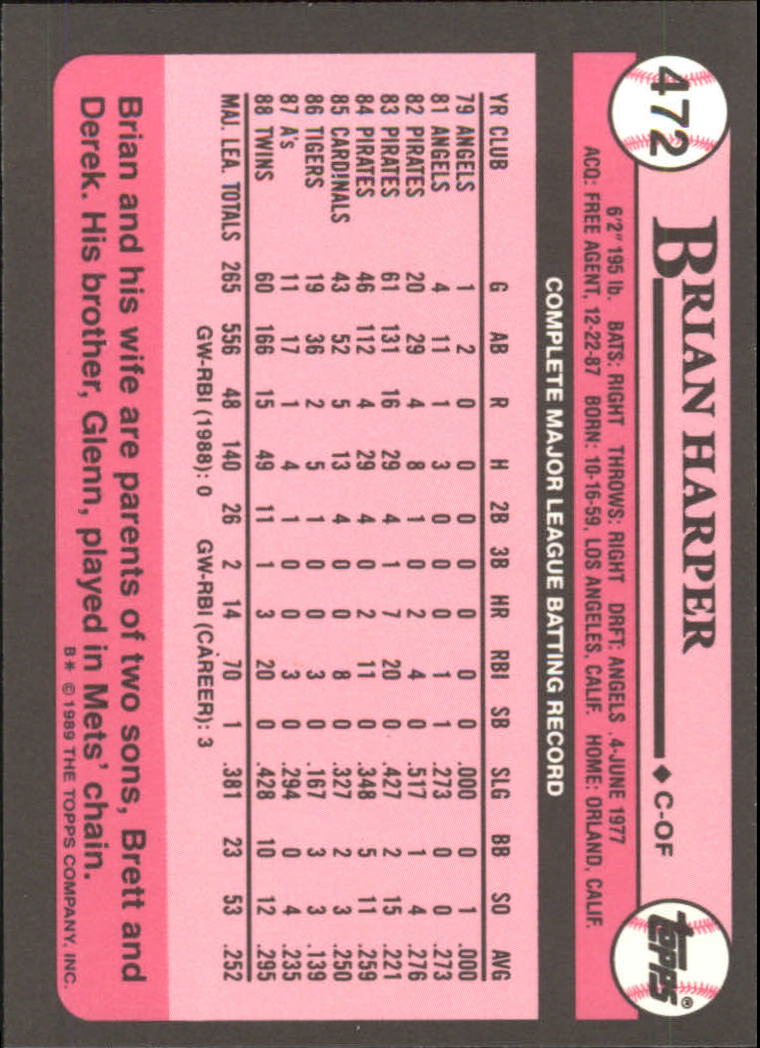 472
BRIAN HARPER ♦ C-OF
topps®
6'2" 195 lb. BATS: RIGHT THROWS: RIGHT DRFT: ANGELS .4-JUNE 1977
ACQ: FREE AGENT, 12-22-87 BORN: 10-16-59, LOS ANGELES, CALIF. HOME: ORLAND, CALIF.
COMPLETE MAJOR LEAGUE BATTING RECORD
YR CLUB G AB R H 2B 3B HR RBI SB SLG BB SO AVG
79 ANGELS 1 2 0 0 0 0 0 0 0 .000 0 1 .000
81 ANGELS 4 11 1 3 0 0 0 1 1 .273 0 0 .273
82 PIRATES 20 29 4 8 1 0 2 4 0 .517 1 4 .276
83 PIRATES 61 131 16 29 4 1 7 20 0 .427 2 15 .221
84 PIRATES 46 112 4 29 4 0 2 11 0 .348 5 11 .259
85 CARDINALS 43 52 5 13 4 0 0 8 0 .327 2 3 .250
86 TIGERS 19 36 2 5 1 0 0 3 0 .167 3 3 .139
87 A's 11 17 1 4 1 0 0 3 0 .294 0 4 .235
88 TWINS 60 166 15 49 11 1 3 20 0 .428 10 12 .295
MAJ. LEA. TOTALS 265 556 48 140 26 2 14 70 1 .381 23 53 .252
GW-RBI (1988): 0 GW-RBI (CAREER): 3
Brian and his wife are parents of two sons, Brett and
Derek. His brother, Glenn, played in Mets' chain.
B* ©1989 THE TOPPS COMPANY, INC.